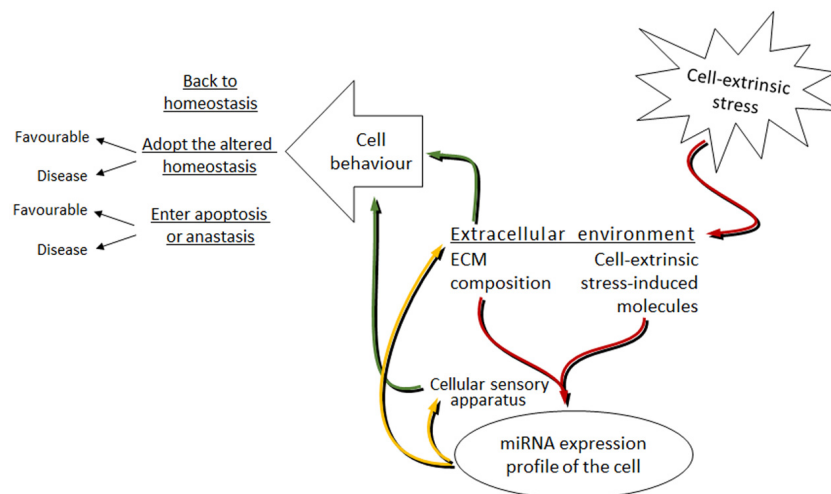 Cell-extrinsic
stress
Back to
homeostasis
Favourable
Adopt the altered
homeostasis
Disease
Favourable
Enter apoptosis
or anastasis
Disease
Cell
behaviour
Extracellular environment
ECM
composition
Cell-extrinsic
stress-induced
molecules
Cellular sensory
apparatus
miRNA expression
profile of the cell